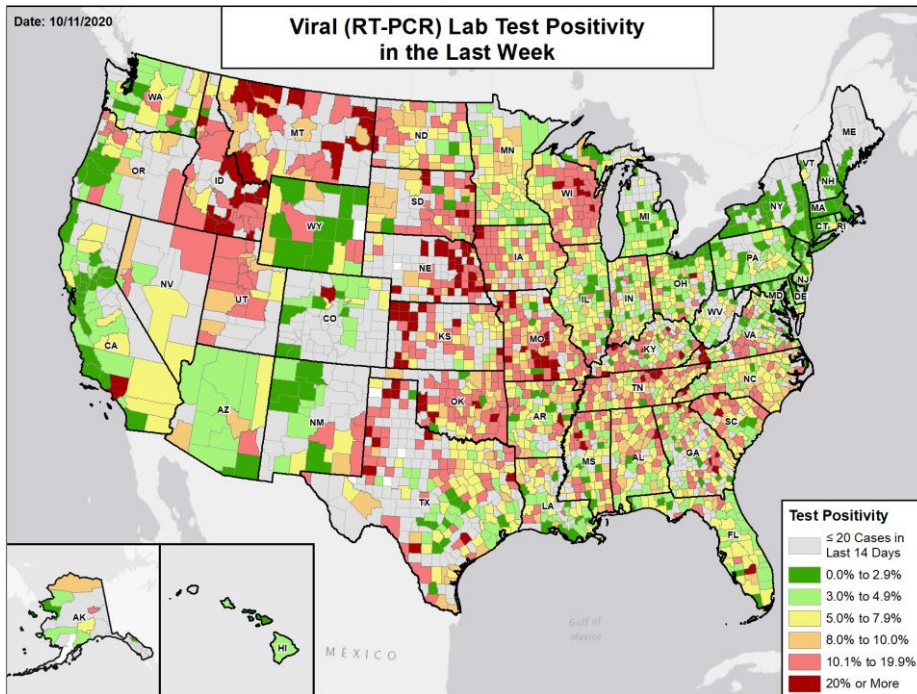 Date: 10/11/2020
Viral (RT-PCR) Lab Test Positivity
in the Last Week
WA
MT
ND
MN
ME
VT
NH
OR
ID
SD
WI
MI
NY
MA
CT
RI
WY
NE
IA
PA
NJ
NV
UT
CO
IL
IN
OH
MD
DE
CA
KS
MO
WV
VA
KY
AZ
NM
OK
AR
TN
NC
SC
TX
LA
MS
AL
GA
FL
AK
HI
MÉXICO
Gulf of
Mexico
Test Positivity
≤ 20 Cases in
Last 14 Days
0.0% to 2.9%
3.0% to 4.9%
5.0% to 7.9%
8.0% to 10.0%
10.1% to 19.9%
20% or More